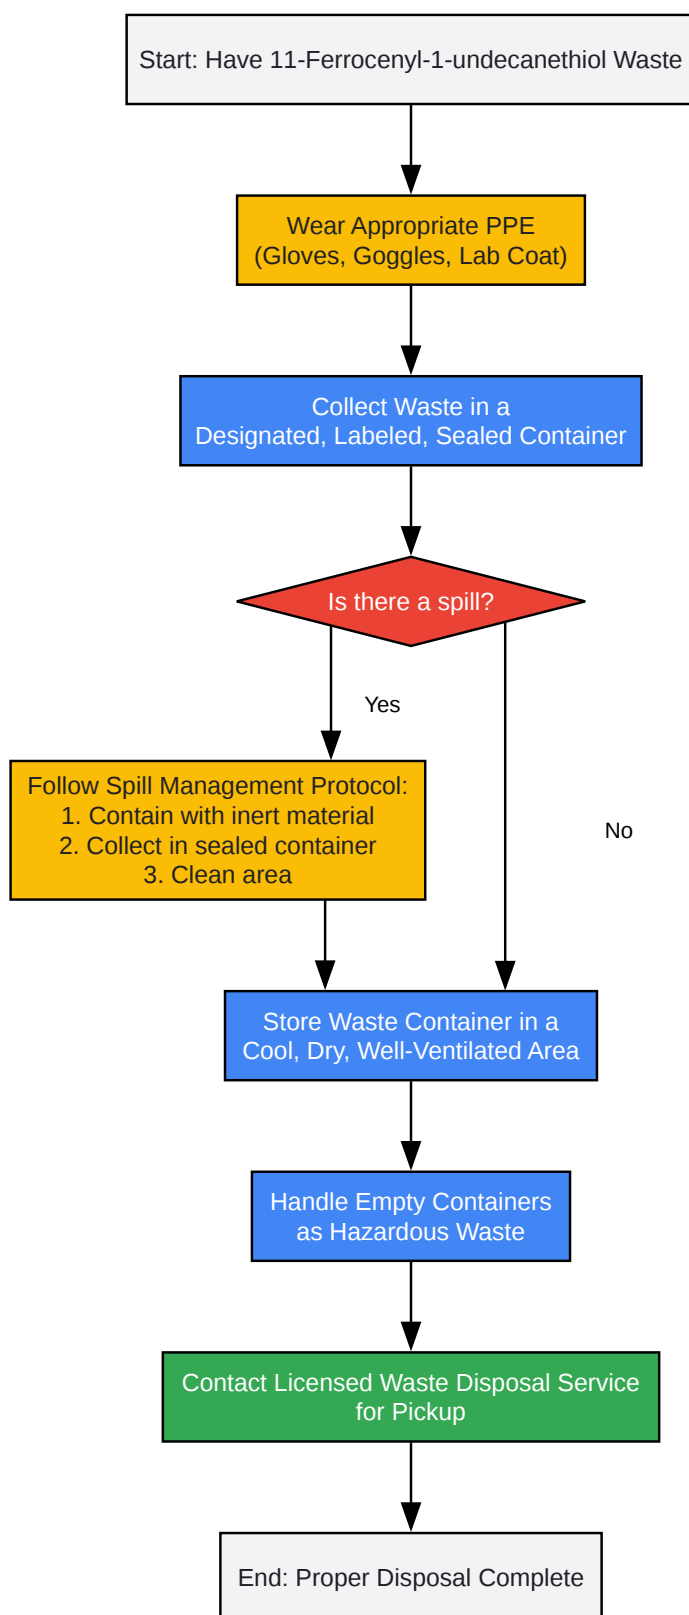 Start: Have 11-Ferrocenyl-1-undecanethiol Waste
Wear Appropriate PPE
(Gloves, Goggles, Lab Coat)
Collect Waste in a
Designated, Labeled, Sealed Container
Is there a spill?
Yes
Follow Spill Management Protocol:
1. Contain with inert material
2. Collect in sealed container
3. Clean area
No
Store Waste Container in a
Cool, Dry, Well-Ventilated Area
Handle Empty Containers
as Hazardous Waste
Contact Licensed Waste Disposal Service
for Pickup
End: Proper Disposal Complete